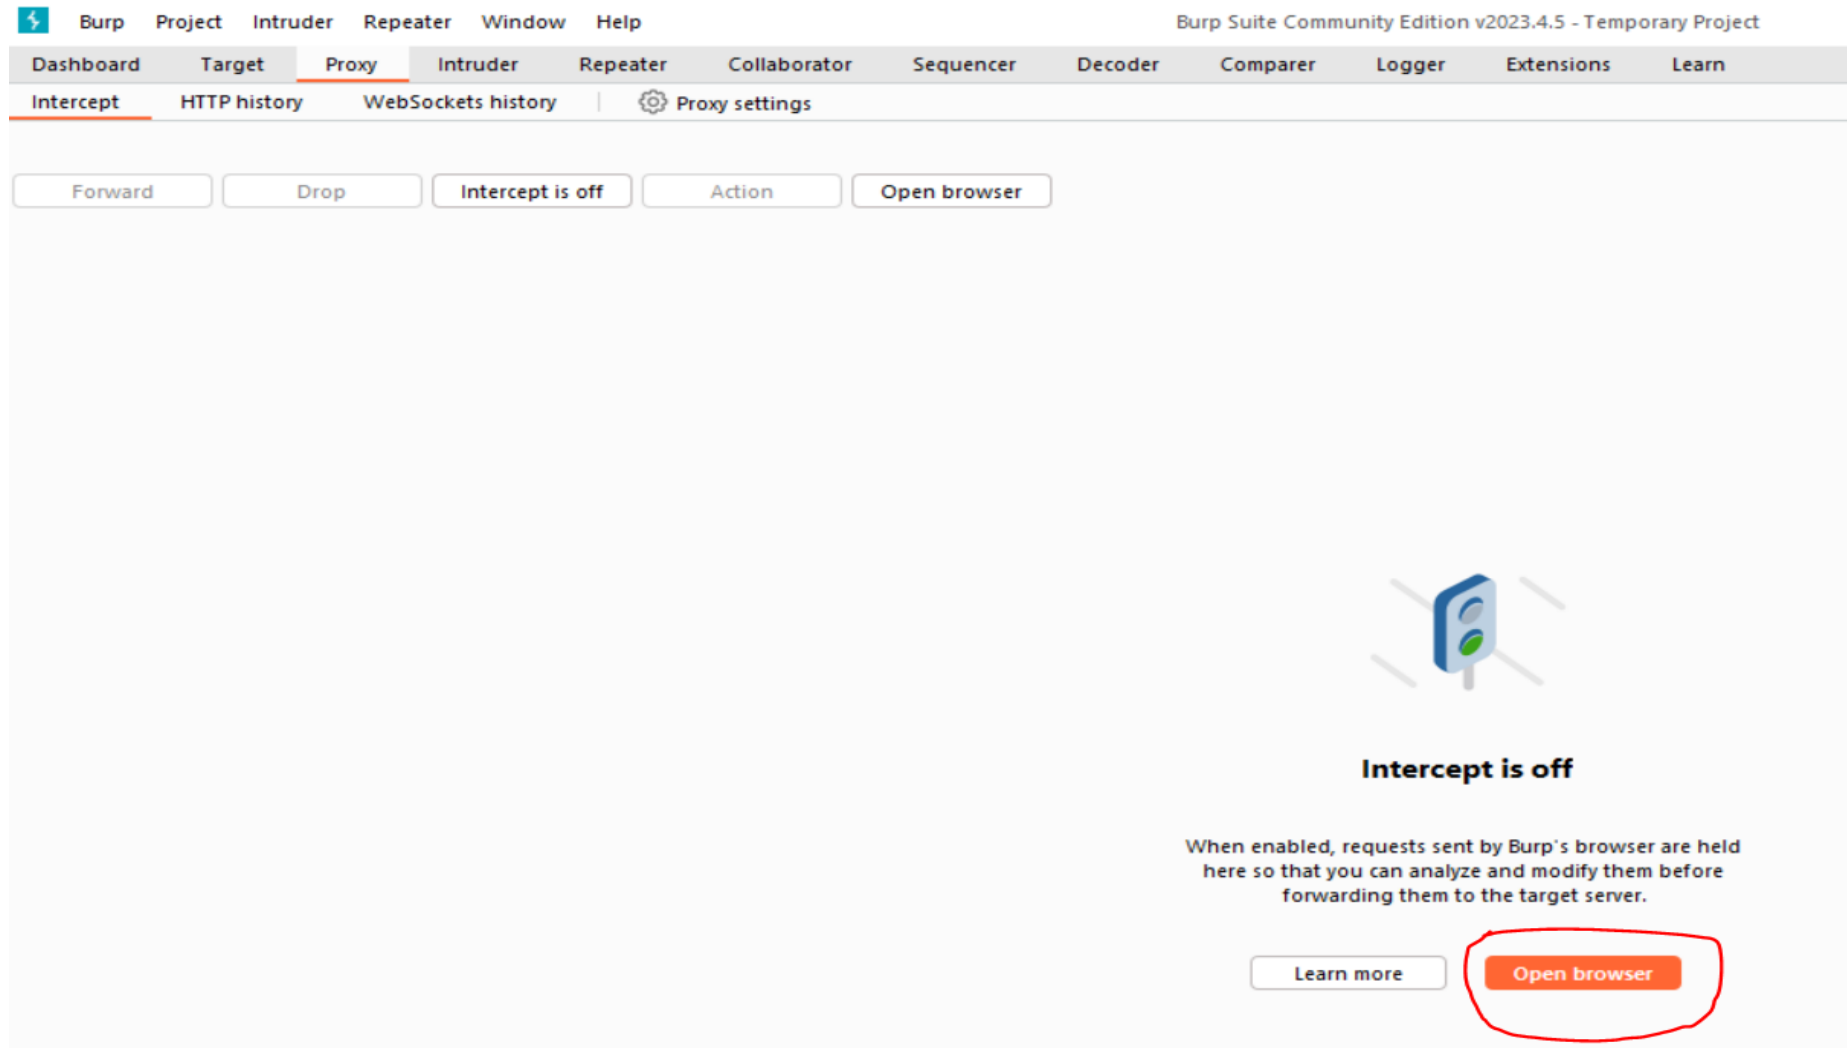 Burp Project Intruder Repeater Window Help Burp Suite Community Edition v2023.4.5 - Temporary Project
Dashboard Target Proxy Intruder Repeater Collaborator Sequencer Decoder Comparer Logger Extensions Learn
Intercept HTTP history WebSockets history Proxy settings
Forward Drop Intercept is off Action Open browser
Intercept is off
When enabled, requests sent by Burp's browser are held
here so that you can analyze and modify them before
forwarding them to the target server.
Learn more Open browser